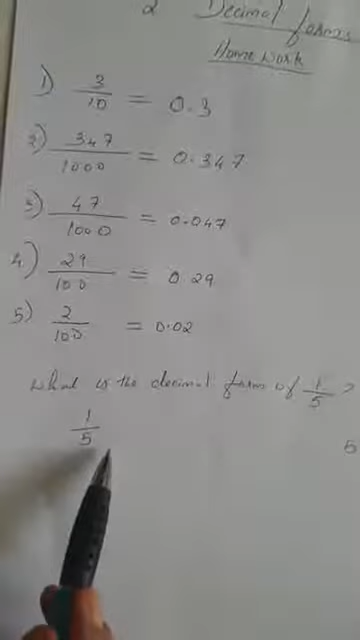 2 Decimal forms
Home work
1) 3/10 = 0.3
2) 347/1000 = 0.347
3) 47/1000 = 0.047
4) 29/100 = 0.29
5) 2/100 = 0.02
What is the decimal form of 1/5 ?
1/5
5